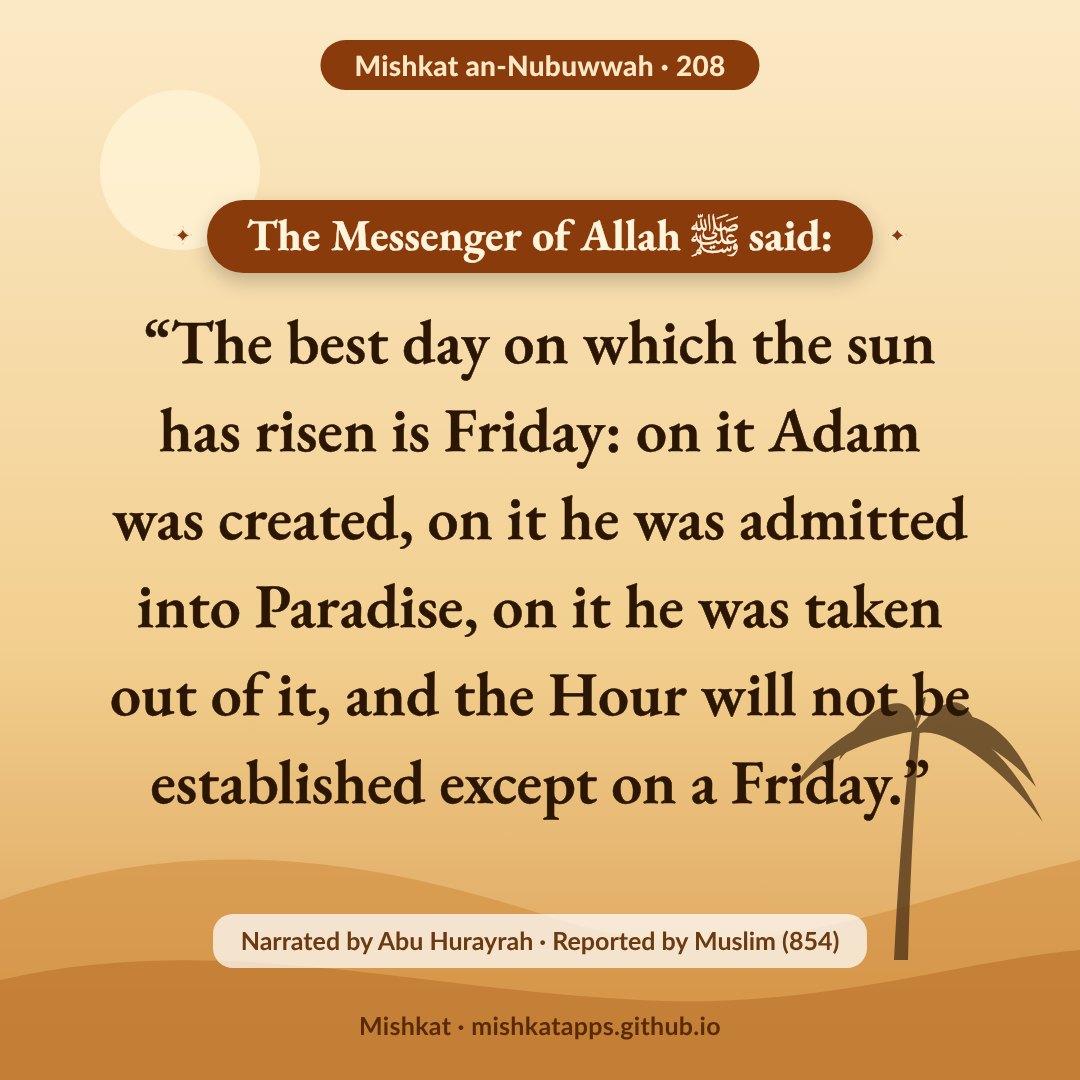 Mishkat an-Nubuwwah · 208
The Messenger of Allah ﷺ said:
“The best day on which the sun
has risen is Friday: on it Adam
was created, on it he was admitted
into Paradise, on it he was taken
out of it, and the Hour will not be
established except on a Friday.”
Narrated by Abu Hurayrah · Reported by Muslim (854)
Mishkat · mishkatapps.github.io